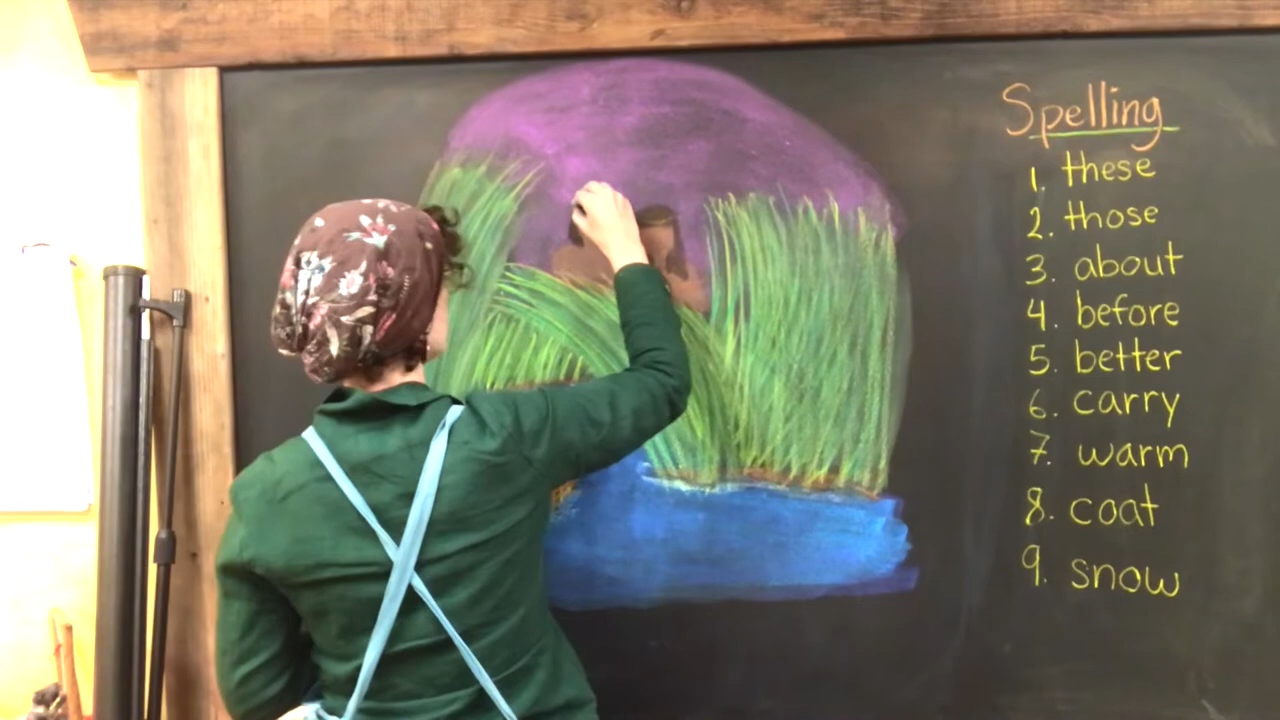 Spelling
1. these
2. those
3. about
4. before
5. better
6. carry
7. warm
8. coat
9. snow